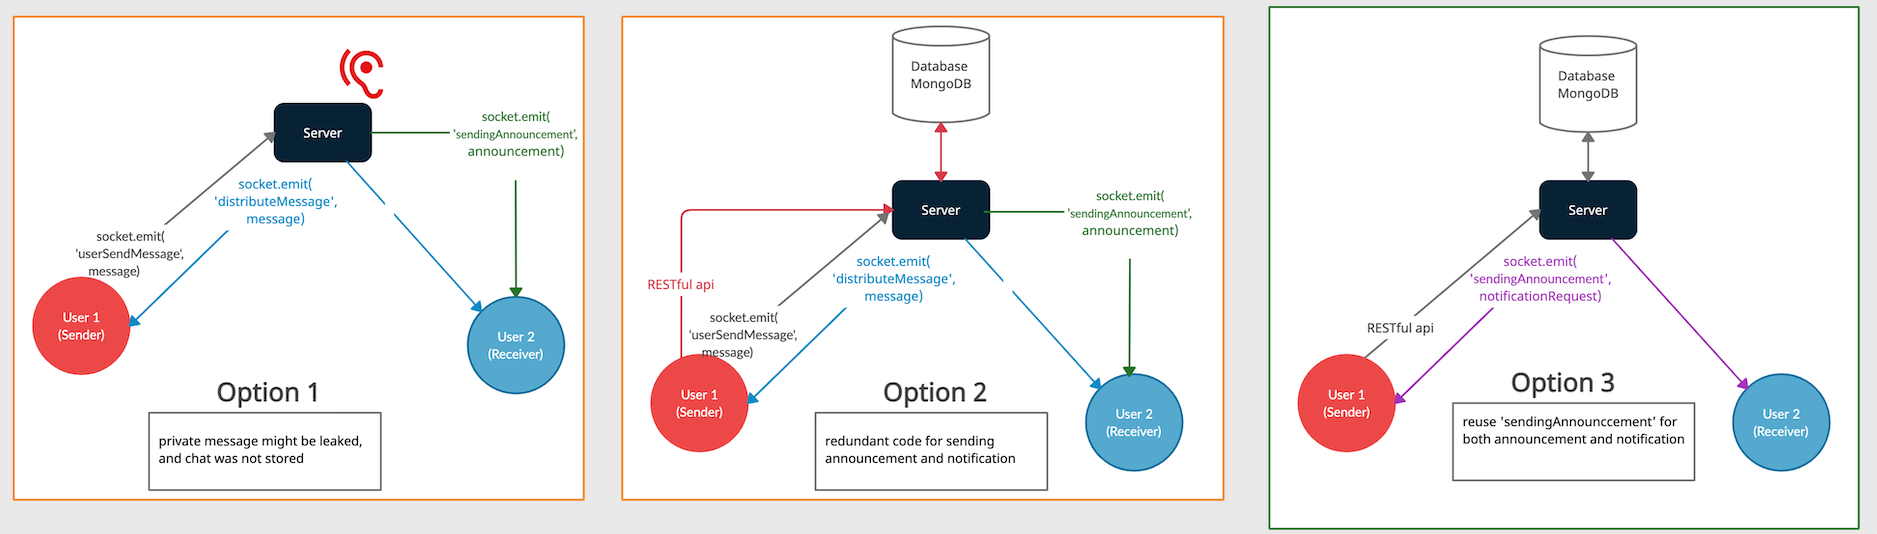 Server
socket.emit(
'sendingAnnouncement',
announcement)
socket.emit(
'distributeMessage',
message)
socket.emit(
'userSendMessage',
message)
User 1
(Sender)
User 2
(Receiver)
Option 1
private message might be leaked,
and chat was not stored
Database
MongoDB
Server
socket.emit(
'sendingAnnouncement',
announcement)
socket.emit(
'distributeMessage',
message)
RESTful api
socket.emit(
'userSendMessage',
message)
User 1
(Sender)
User 2
(Receiver)
Option 2
redundant code for sending
announcement and notification
Database
MongoDB
Server
socket.emit(
'sendingAnnouncement',
notificationRequest)
RESTful api
User 1
(Sender)
User 2
(Receiver)
Option 3
reuse 'sendingAnnounccement' for
both announcement and notification